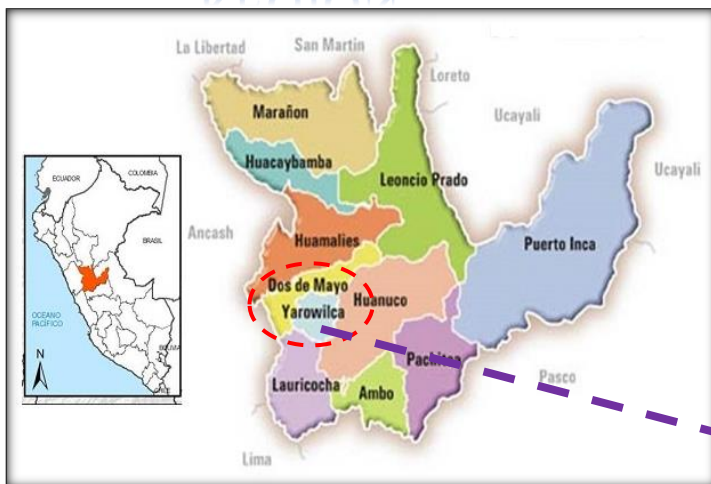 La Libertad
San Martin
Loreto
Ucayali
Ucayali
Marañon
Huacaybamba
Leoncio Prado
Ancash
Huamalies
Puerto Inca
Dos de Mayo
Huanuco
Yarowilca
Pachitea
Lauricocha
Ambo
Pasco
Lima
ECUADOR
COLOMBIA
BRASIL
OCEANO
PACÍFICO
N